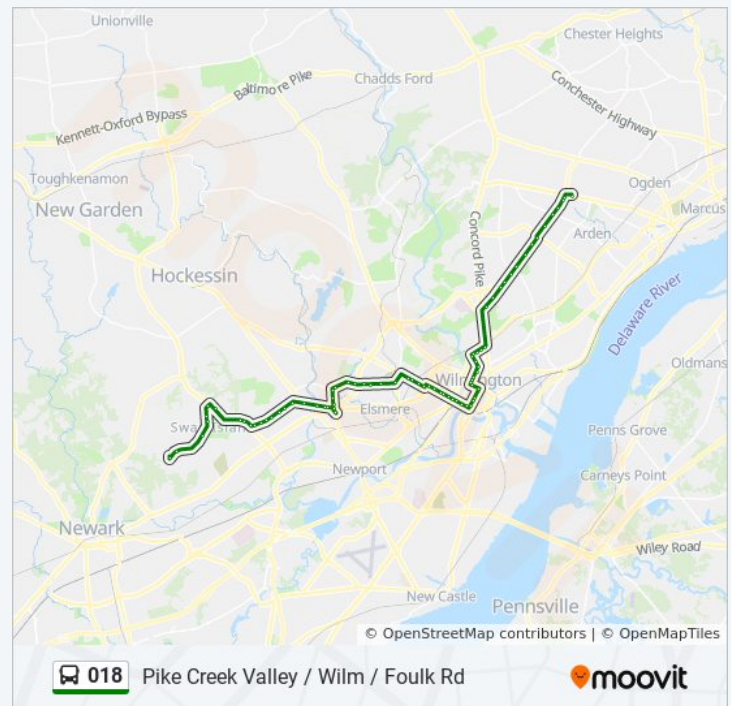 Unionville
Chester Heights
Chadds Ford
Baltimore Pike
Conchester Highway
Kennett-Oxford Bypass
Toughkenamon
Ogden
New Garden
Marcus
Concord Pike
Arden
Hockessin
Delaware River
Oldmans
Wilmington
Elsmere
Penns Grove
Newport
Carneys Point
Newark
Wiley Road
New Castle
Pennsville
© OpenStreetMap contributors | © OpenMapTiles
018 Pike Creek Valley / Wilm / Foulk Rd moovit